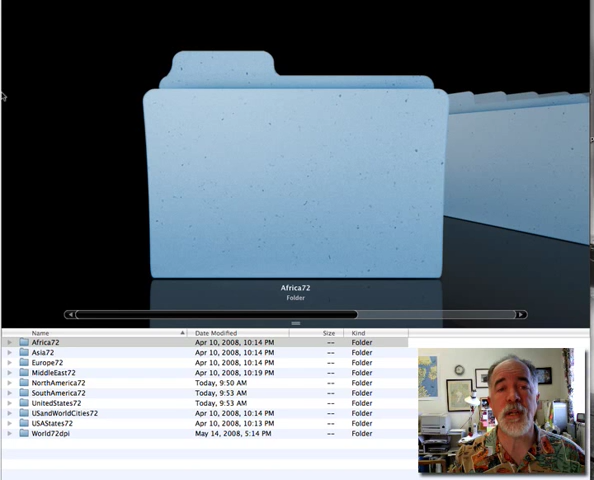 Africa72
Folder
Name Date Modified Size Kind
Africa72 Apr 10, 2008, 10:14 PM -- Folder
Asia72 Apr 10, 2008, 10:14 PM -- Folder
Europe72 Apr 10, 2008, 10:14 PM -- Folder
MiddleEast72 Apr 10, 2008, 10:19 PM -- Folder
NorthAmerica72 Today, 9:50 AM -- Folder
SouthAmerica72 Today, 9:53 AM -- Folder
UnitedStates72 Today, 9:53 AM -- Folder
USandWorldCities72 Apr 10, 2008, 10:14 PM -- Folder
USAStates72 Apr 10, 2008, 10:13 PM -- Folder
World72dpi May 14, 2008, 5:14 PM -- Folder